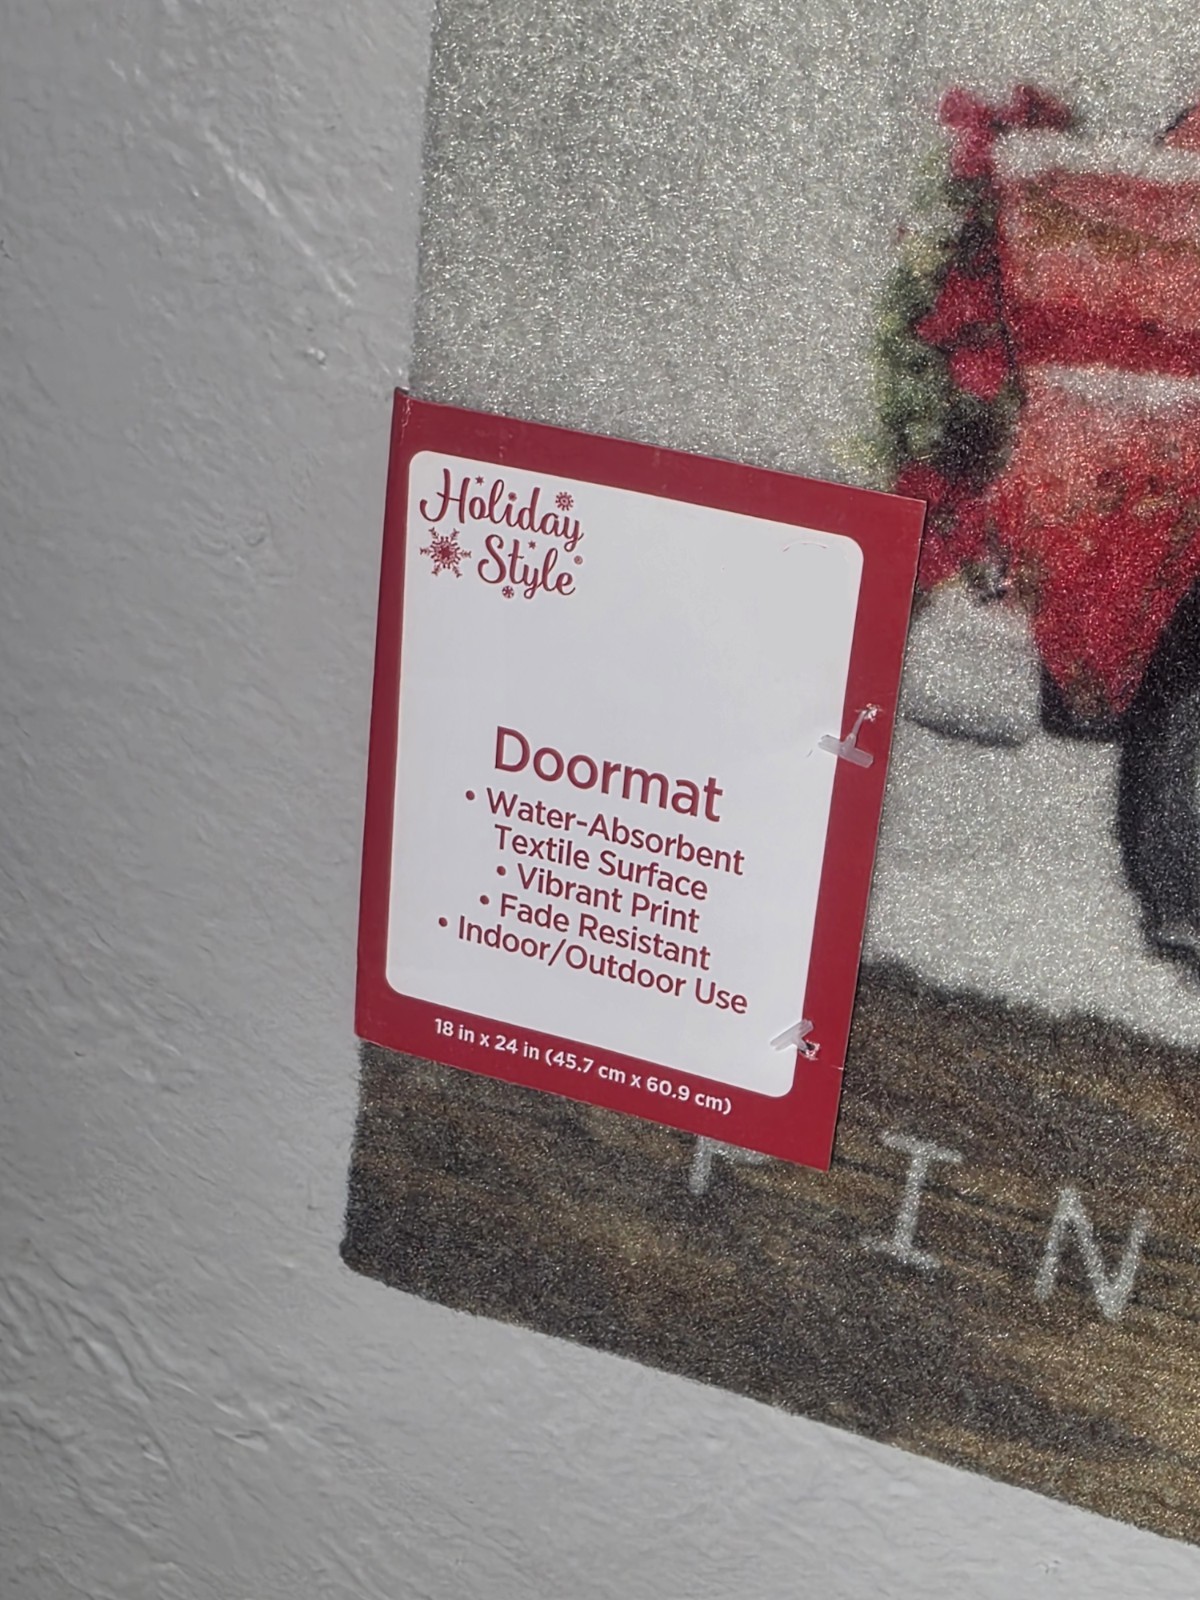 Holiday
Style®
Doormat
• Water-Absorbent
Textile Surface
• Vibrant Print
• Fade Resistant
• Indoor/Outdoor Use
18 in x 24 in (45.7 cm x 60.9 cm)
IN